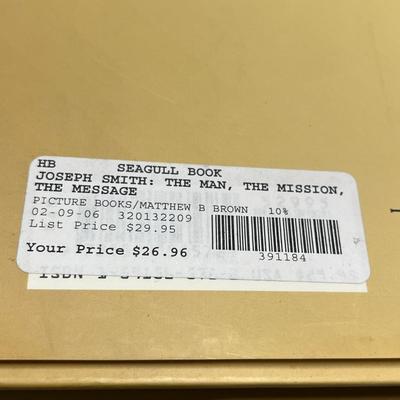 HB SEAGULL BOOK
JOSEPH SMITH: THE MAN, THE MISSION,
THE MESSAGE
PICTURE BOOKS/MATTHEW B BROWN 10%
02-09-06 320132209
List Price $29.95
Your Price $26.96
391184